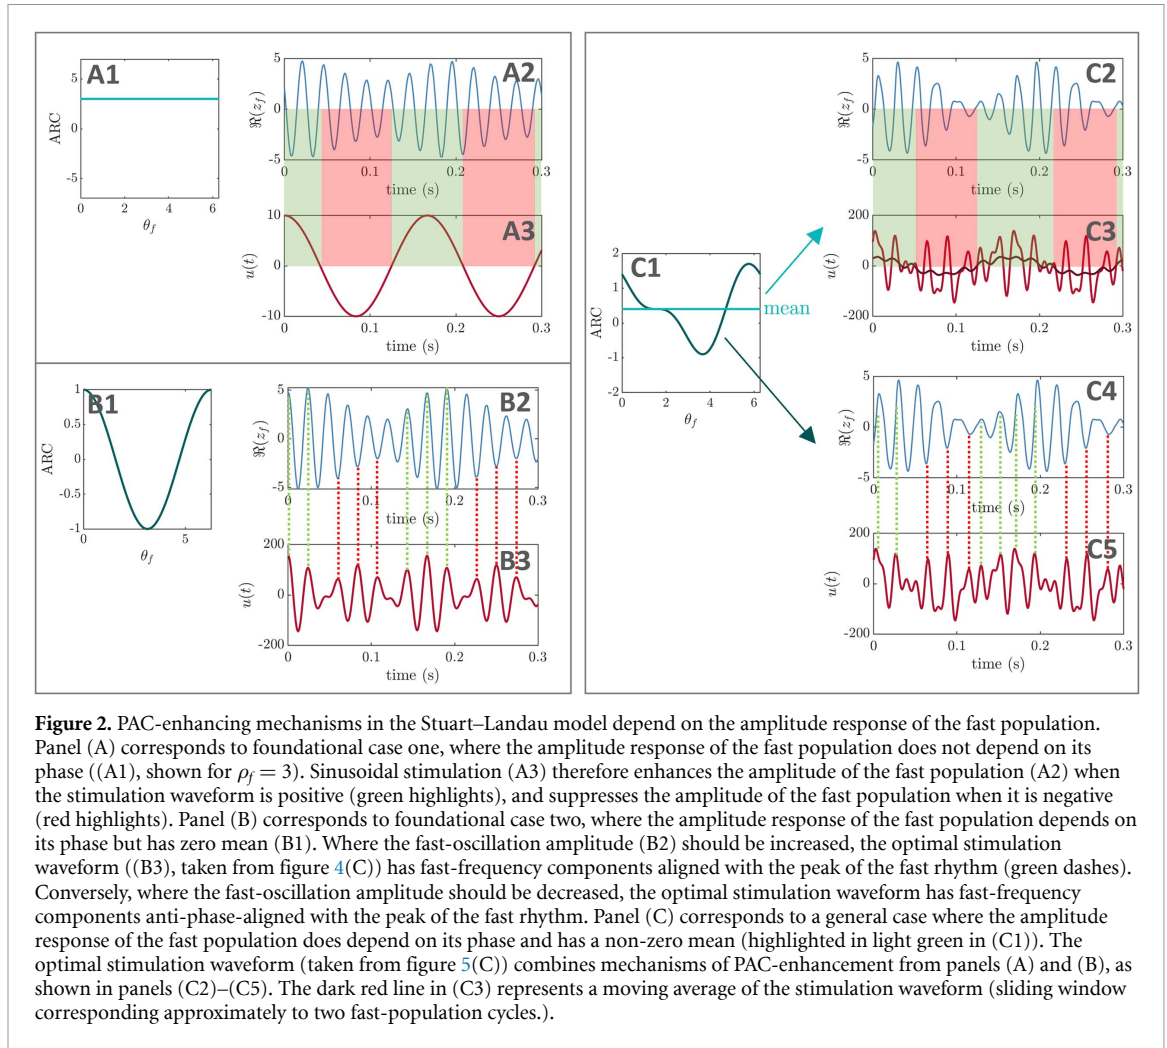 A1
5
0
-5
ARC
0 2 4 6
θf
A2
5
0
-5
ℜ(zf)
0 0.1 0.2 0.3
time (s)
A3
10
0
-10
u(t)
0 0.1 0.2 0.3
time (s)
B1
1
0.5
0
-0.5
-1
ARC
0 5
θf
B2
5
0
-5
ℜ(zf)
0 0.1 0.2 0.3
time (s)
B3
200
0
-200
u(t)
0 0.1 0.2 0.3
time (s)
C1
2
1
0
-1
-2
ARC
0 2 4 6
θf
mean
C2
5
0
-5
ℜ(zf)
0 0.1 0.2 0.3
time (s)
C3
200
0
-200
u(t)
0 0.1 0.2 0.3
time (s)
C4
5
0
-5
ℜ(zf)
0 0.1 0.2 0.3
time (s)
C5
200
0
-200
u(t)
0 0.1 0.2 0.3
time (s)
Figure 2. PAC-enhancing mechanisms in the Stuart–Landau model depend on the amplitude response of the fast population.
Panel (A) corresponds to foundational case one, where the amplitude response of the fast population does not depend on its
phase ((A1), shown for ρf = 3). Sinusoidal stimulation (A3) therefore enhances the amplitude of the fast population (A2) when
the stimulation waveform is positive (green highlights), and suppresses the amplitude of the fast population when it is negative
(red highlights). Panel (B) corresponds to foundational case two, where the amplitude response of the fast population depends on
its phase but has zero mean (B1). Where the fast-oscillation amplitude (B2) should be increased, the optimal stimulation
waveform ((B3), taken from figure 4(C)) has fast-frequency components aligned with the peak of the fast rhythm (green dashes).
Conversely, where the fast-oscillation amplitude should be decreased, the optimal stimulation waveform has fast-frequency
components anti-phase-aligned with the peak of the fast rhythm. Panel (C) corresponds to a general case where the amplitude
response of the fast population does depend on its phase and has a non-zero mean (highlighted in light green in (C1)). The
optimal stimulation waveform (taken from figure 5(C)) combines mechanisms of PAC-enhancement from panels (A) and (B), as
shown in panels (C2)–(C5). The dark red line in (C3) represents a moving average of the stimulation waveform (sliding window
corresponding approximately to two fast-population cycles.).